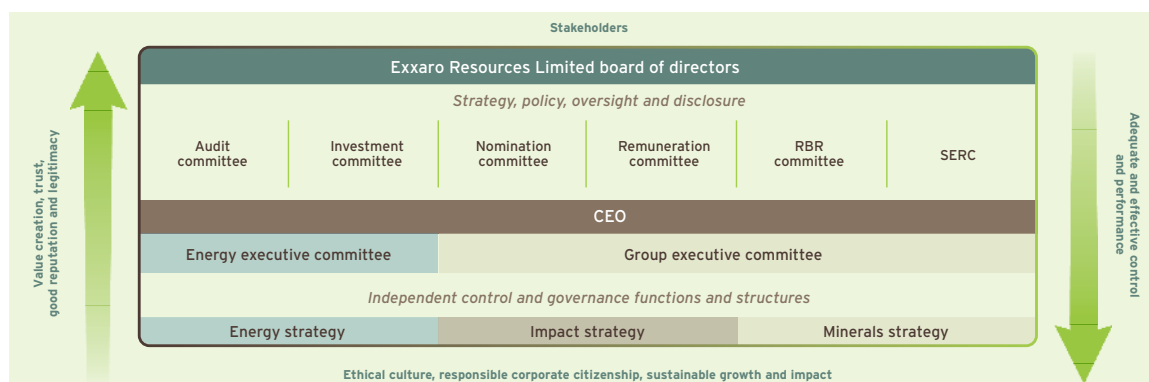 Stakeholders
Exxaro Resources Limited board of directors
Strategy, policy, oversight and disclosure
Audit
committee
Investment
committee
Nomination
committee
Remuneration
committee
RBR
committee
SERC
CEO
Energy executive committee
Group executive committee
Independent control and governance functions and structures
Energy strategy
Impact strategy
Minerals strategy
Ethical culture, responsible corporate citizenship, sustainable growth and impact
Value creation, trust,
good reputation and legitimacy
Adequate and effective control
and performance